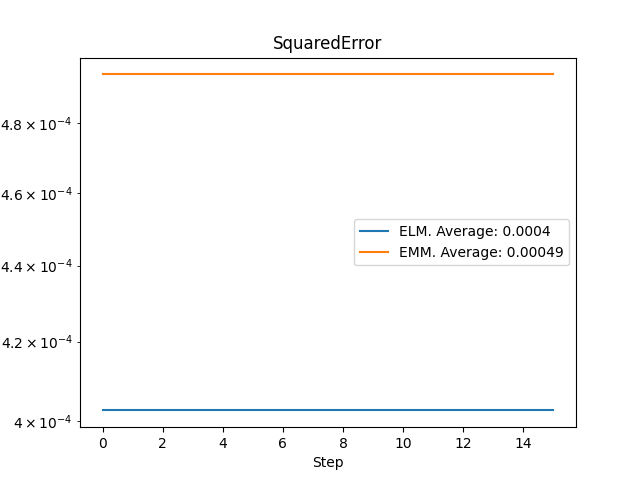 SquaredError
4.8 × 10⁻⁴
4.6 × 10⁻⁴
4.4 × 10⁻⁴
4.2 × 10⁻⁴
4 × 10⁻⁴
ELM. Average: 0.0004
EMM. Average: 0.00049
0 2 4 6 8 10 12 14
Step